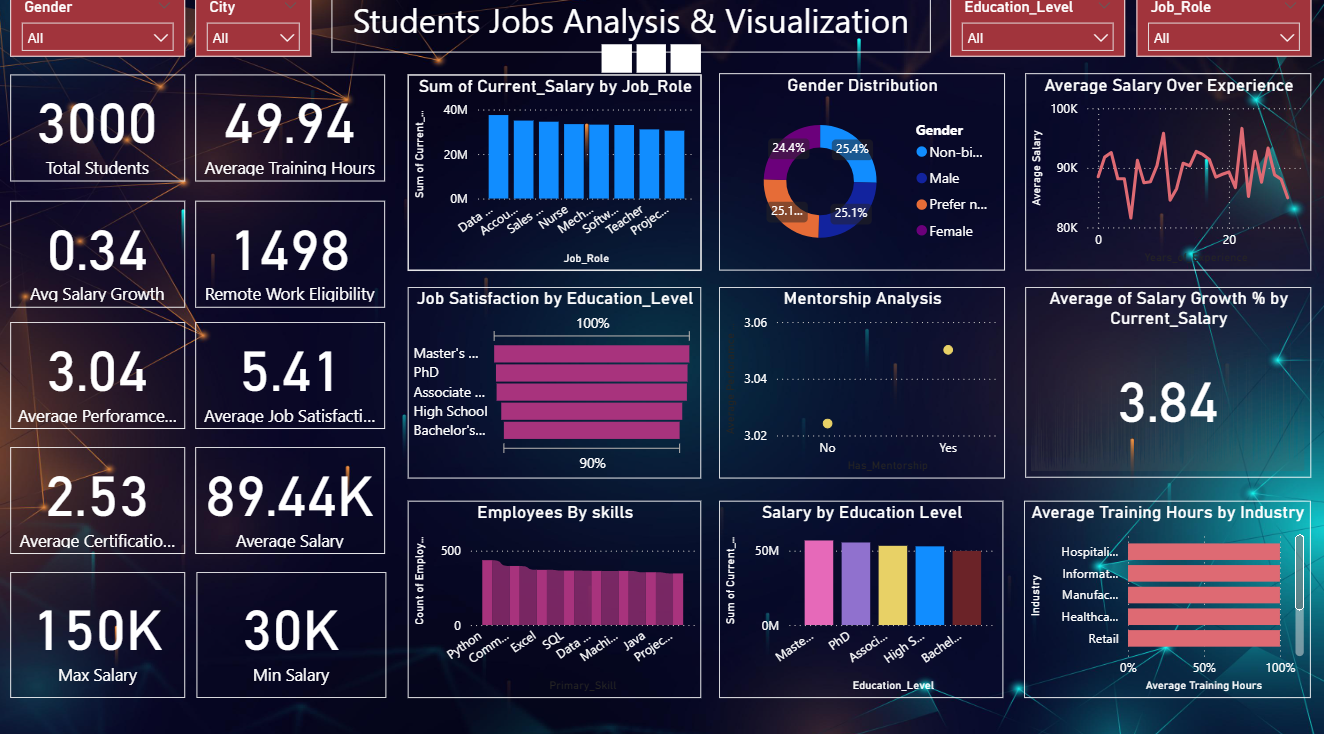 Gender
All
City
All
Students Jobs Analysis & Visualization
Education_Level
All
Job_Role
All
3000
Total Students
49.94
Average Training Hours
0.34
Avg Salary Growth
1498
Remote Work Eligibility
3.04
Average Perforamce...
5.41
Average Job Satisfacti...
2.53
Average Certificatio...
89.44K
Average Salary
150K
Max Salary
30K
Min Salary
Sum of Current_Salary by Job_Role
Sum of Current_...
40M
20M
0M
Data ...
Accou...
Sales ...
Nurse
Mech...
Softw...
Teacher
Projec...
Job_Role
Gender Distribution
24.4%
25.4%
25.1...
25.1%
Gender
Non-bi...
Male
Prefer n...
Female
Average Salary Over Experience
Average Salary
100K
90K
80K
0
20
Years_of_Experience
Job Satisfaction by Education_Level
100%
Master's ...
PhD
Associate ...
High School
Bachelor's...
90%
Mentorship Analysis
3.06
3.04
3.02
No
Yes
Has_Mentorship
Average of Salary Growth % by
Current_Salary
3.84
Employees By skills
Count of Employ...
500
0
Python
Comm...
Excel
SQL
Data ...
Machi...
Java
Projec...
Primary_Skill
Salary by Education Level
Sum of Current_...
50M
0M
Maste...
PhD
Associ...
High S...
Bachel...
Education_Level
Average Training Hours by Industry
Industry
Hospitali...
Informat...
Manufac...
Healthca...
Retail
0%
50%
100%
Average Training Hours